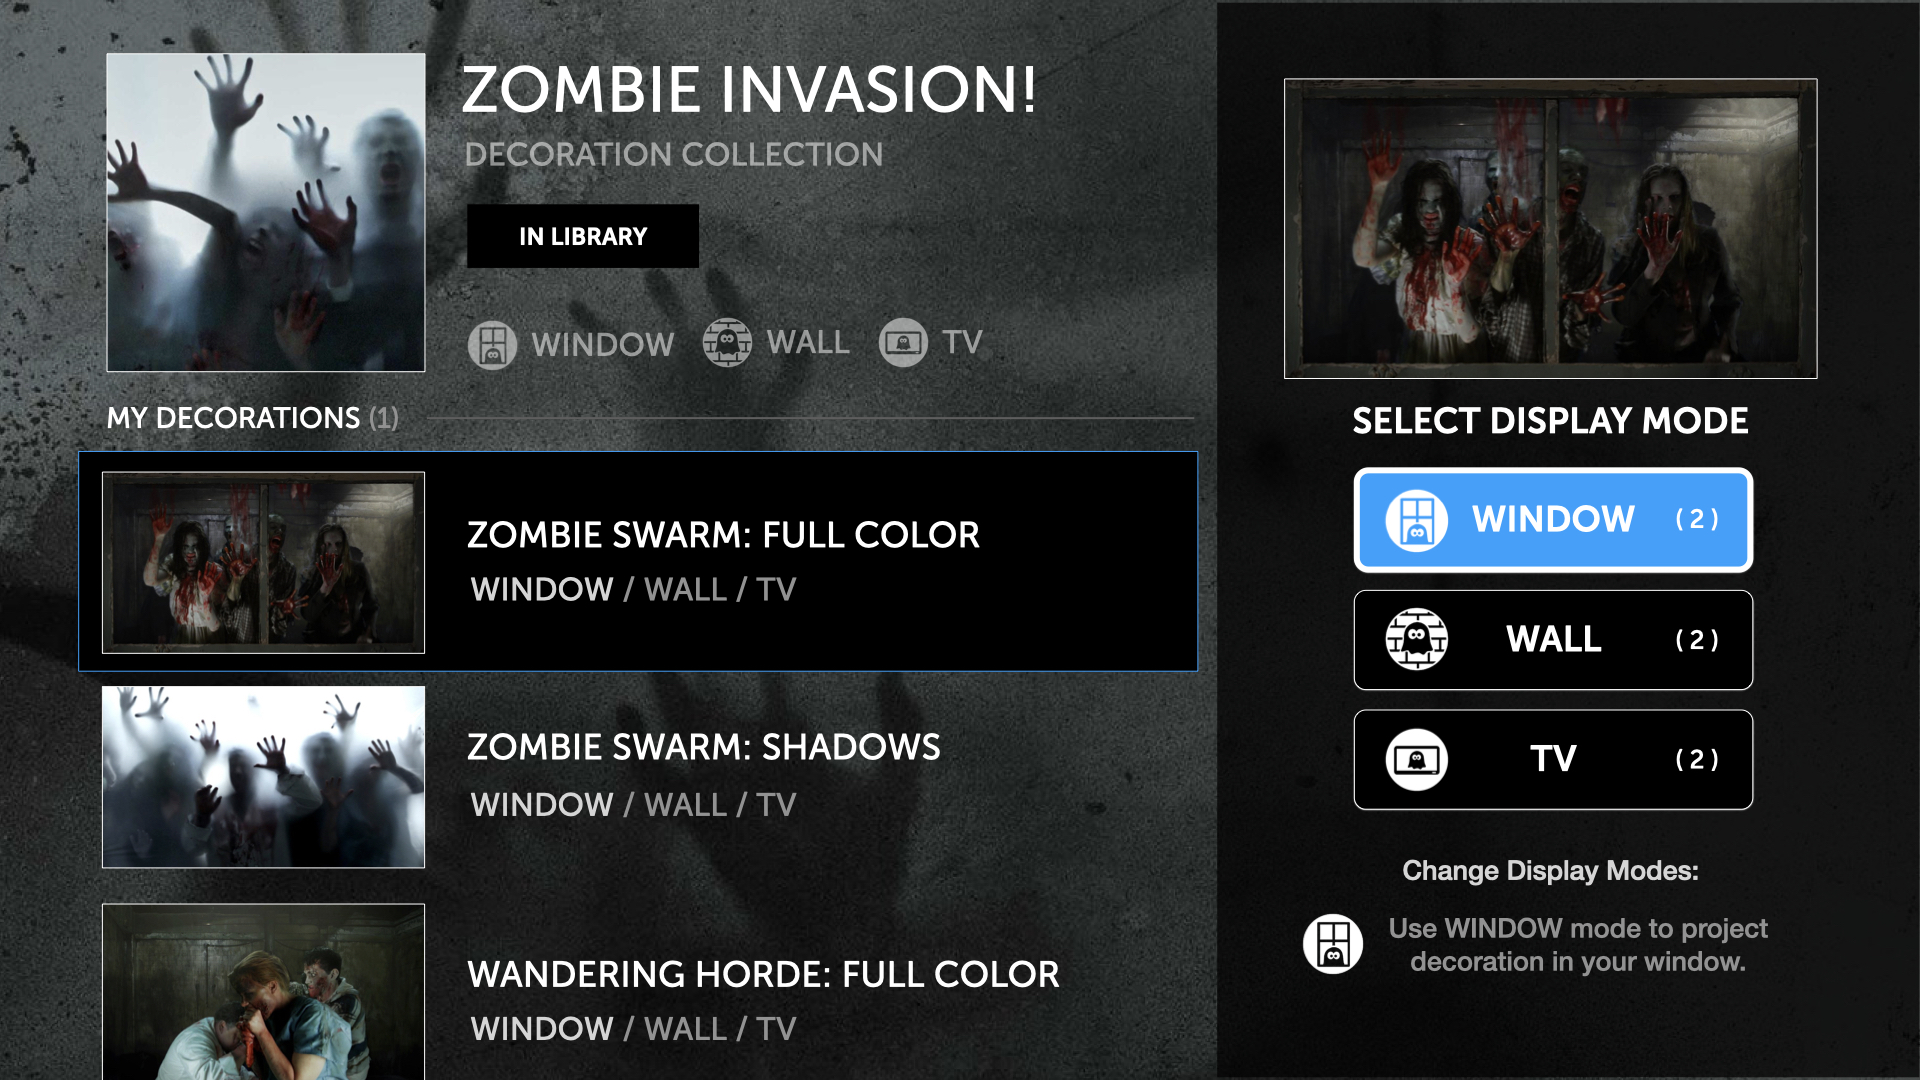 ZOMBIE INVASION!
DECORATION COLLECTION
IN LIBRARY
WINDOW WALL TV
MY DECORATIONS (1)
ZOMBIE SWARM: FULL COLOR
WINDOW / WALL / TV
ZOMBIE SWARM: SHADOWS
WINDOW / WALL / TV
WANDERING HORDE: FULL COLOR
WINDOW / WALL / TV
SELECT DISPLAY MODE
WINDOW (2)
WALL (2)
TV (2)
Change Display Modes:
Use WINDOW mode to project
decoration in your window.